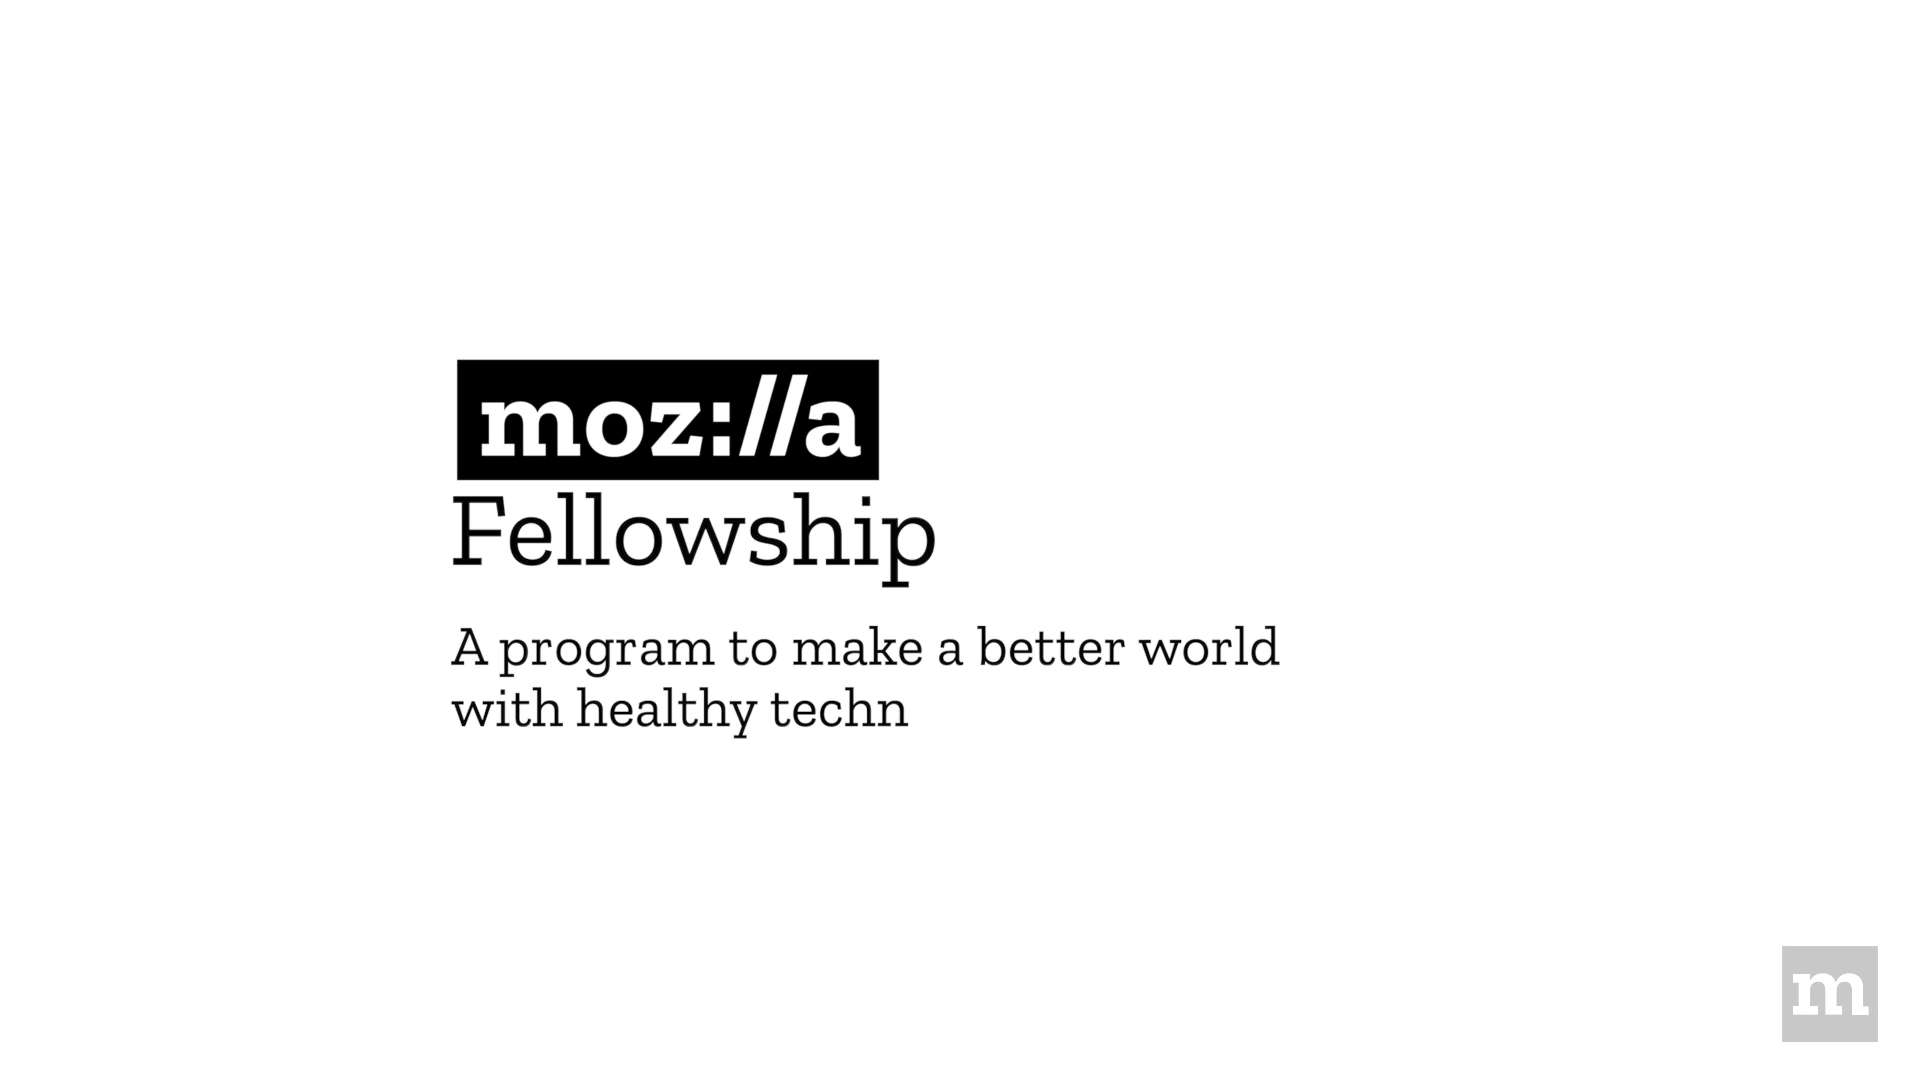 moz://a
Fellowship
A program to make a better world
with healthy techn
m